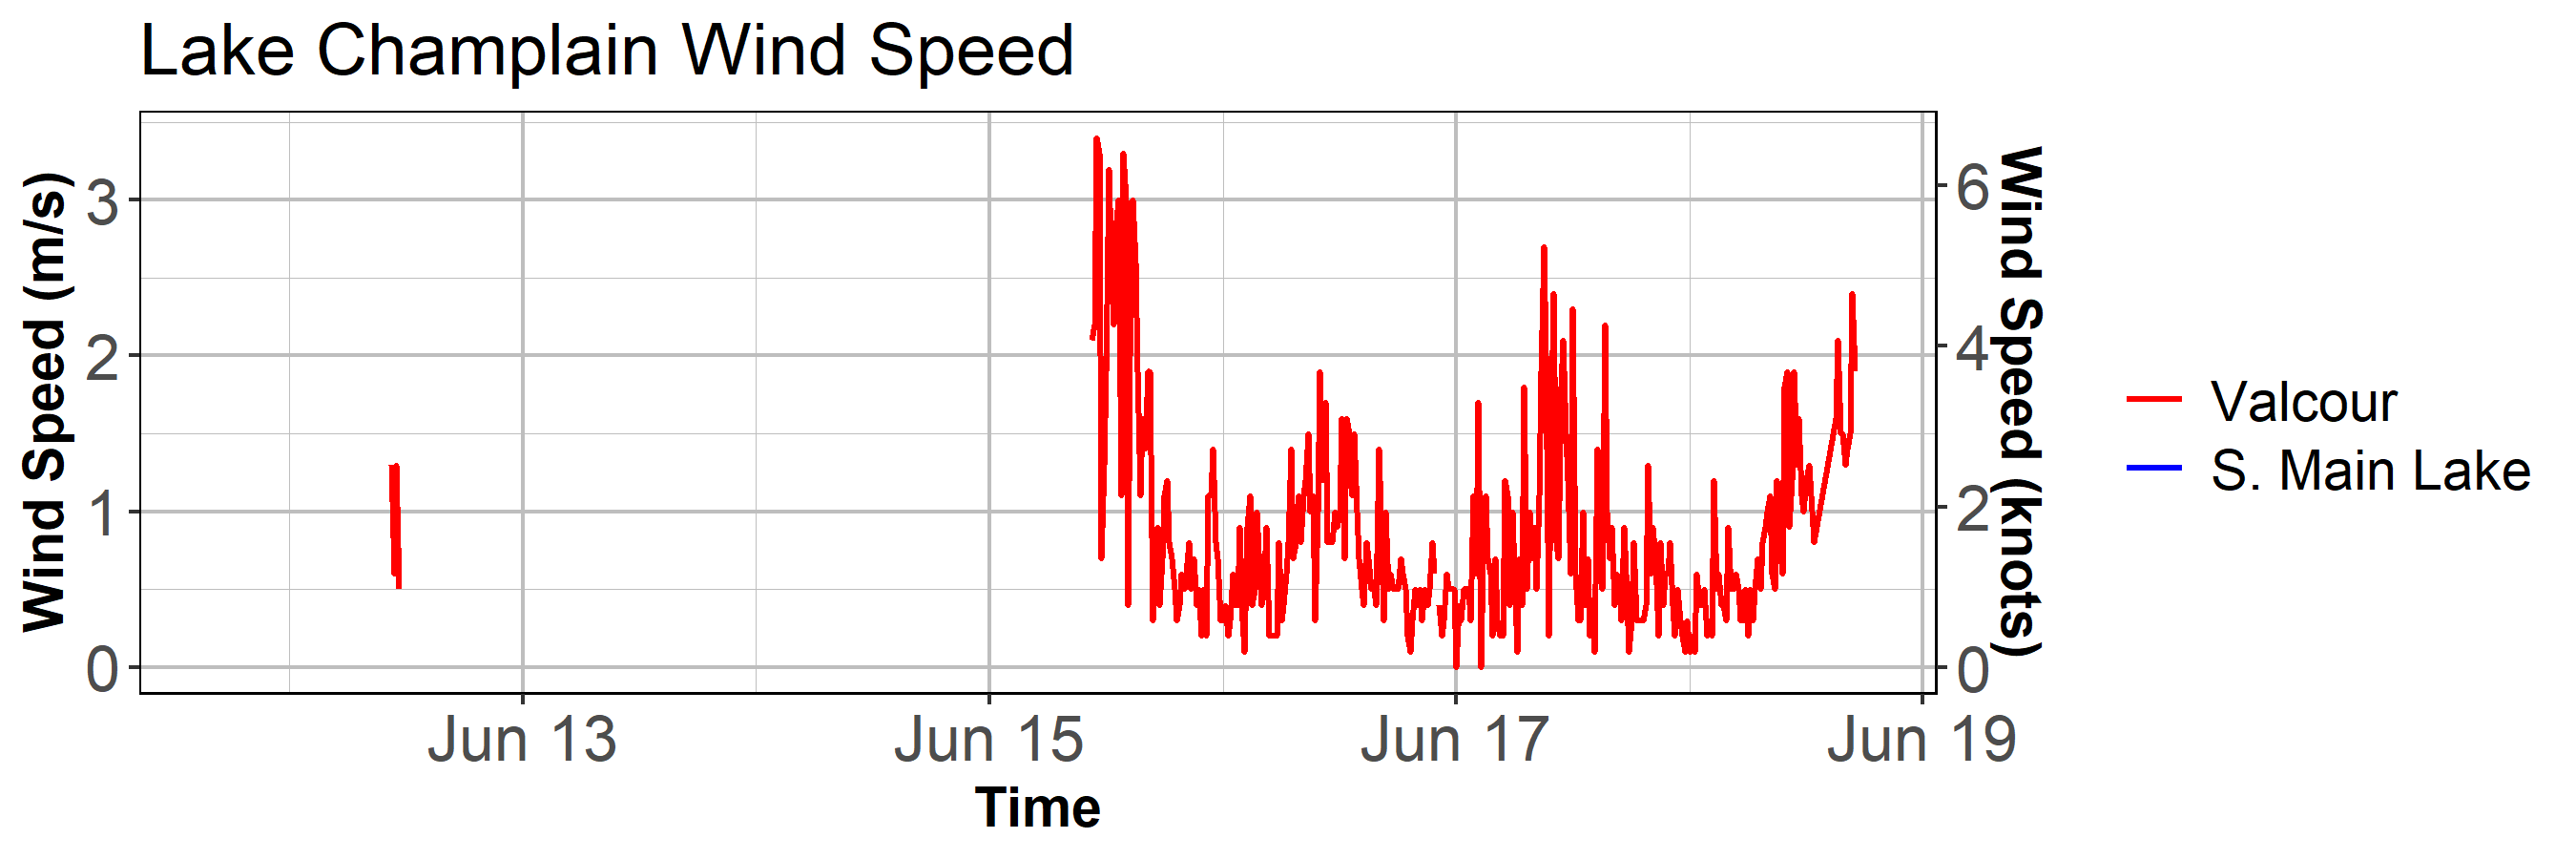 Lake Champlain Wind Speed
Wind Speed (m/s)
3
2
1
0
6
4
2
0
Wind Speed (knots)
Jun 13
Jun 15
Jun 17
Jun 19
Time
Valcour
S. Main Lake